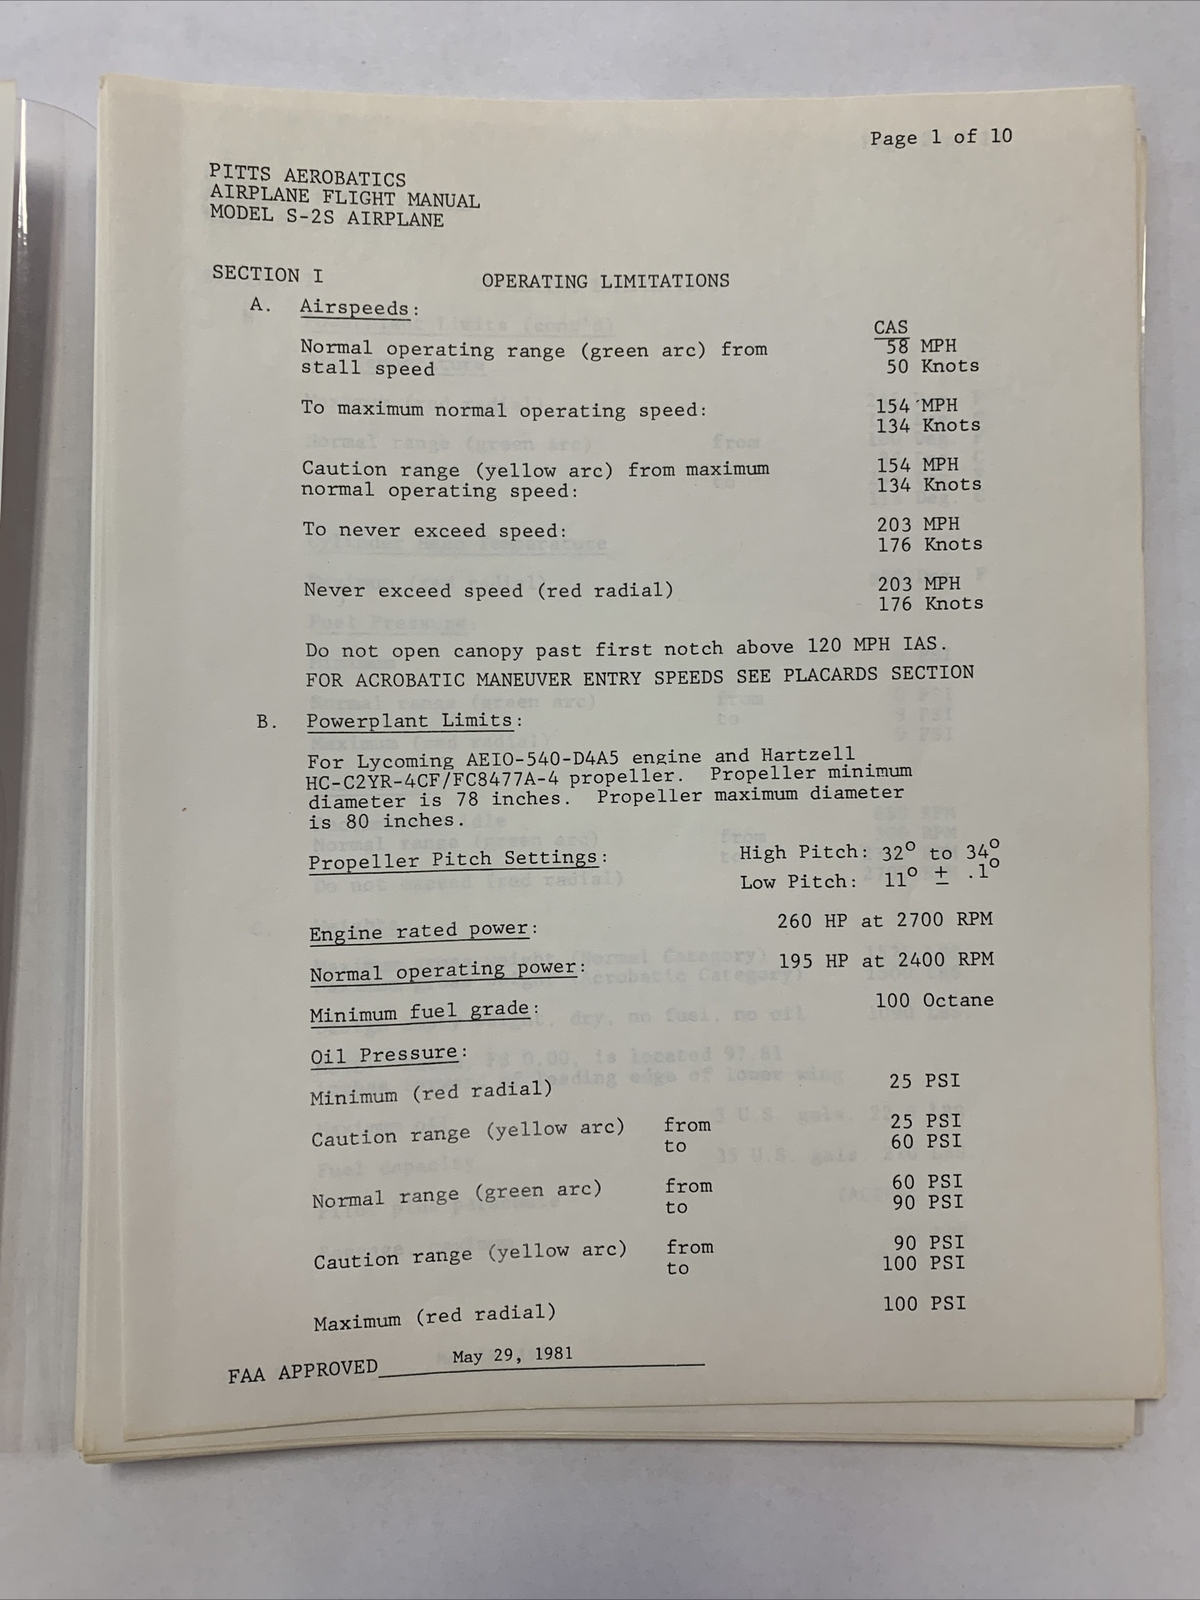 Page 1 of 10
PITTS AEROBATICS
AIRPLANE FLIGHT MANUAL
MODEL S-2S AIRPLANE
SECTION I OPERATING LIMITATIONS
A. Airspeeds:
CAS
Normal operating range (green arc) from 58 MPH
stall speed 50 Knots
To maximum normal operating speed: 154 MPH
134 Knots
Caution range (yellow arc) from maximum 154 MPH
normal operating speed: 134 Knots
To never exceed speed: 203 MPH
176 Knots
Never exceed speed (red radial) 203 MPH
176 Knots
Do not open canopy past first notch above 120 MPH IAS.
FOR ACROBATIC MANEUVER ENTRY SPEEDS SEE PLACARDS SECTION
B. Powerplant Limits:
For Lycoming AEIO-540-D4A5 engine and Hartzell
HC-C2YR-4CF/FC8477A-4 propeller. Propeller minimum
diameter is 78 inches. Propeller maximum diameter
is 80 inches.
Propeller Pitch Settings: High Pitch: 32° to 34°
Low Pitch: 11° ± .1°
Engine rated power: 260 HP at 2700 RPM
Normal operating power: 195 HP at 2400 RPM
Minimum fuel grade: 100 Octane
Oil Pressure:
Minimum (red radial) 25 PSI
Caution range (yellow arc) from 25 PSI
to 60 PSI
Normal range (green arc) from 60 PSI
to 90 PSI
Caution range (yellow arc) from 90 PSI
to 100 PSI
Maximum (red radial) 100 PSI
FAA APPROVED May 29, 1981